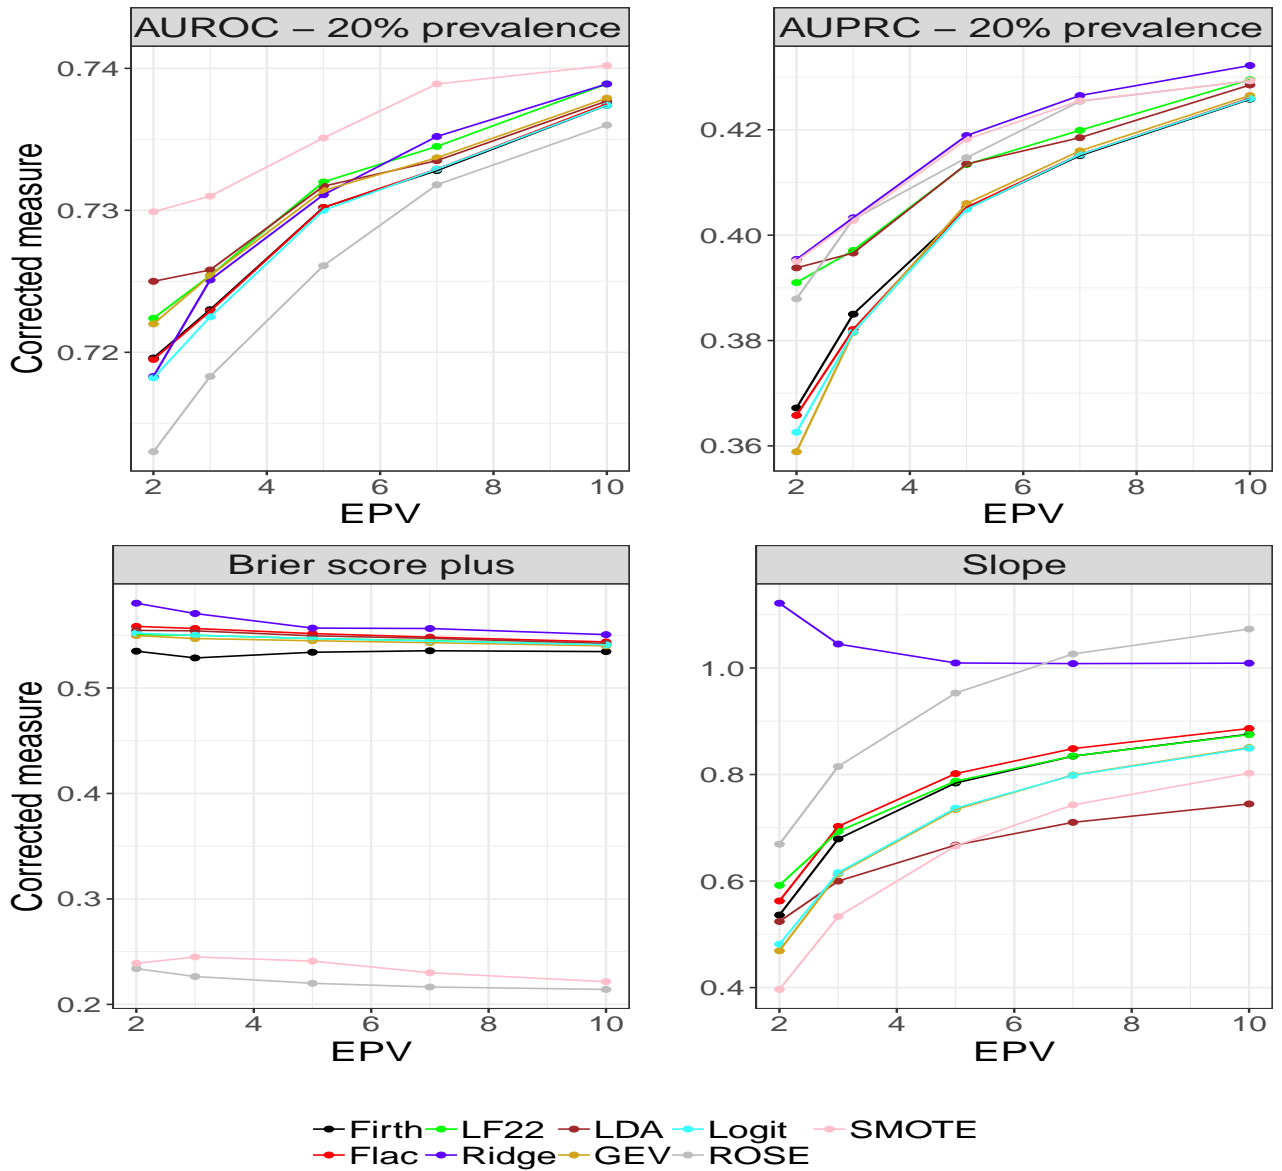 AUROC – 20% prevalence
0.74
0.73
0.72
Corrected measure
2 4 6 8 10
EPV
AUPRC – 20% prevalence
0.42
0.40
0.38
0.36
2 4 6 8 10
EPV
Brier score plus
0.5
0.4
0.3
0.2
Corrected measure
2 4 6 8 10
EPV
Slope
1.0
0.8
0.6
0.4
2 4 6 8 10
EPV
Firth LF22 LDA Logit SMOTE
Flac Ridge GEV ROSE